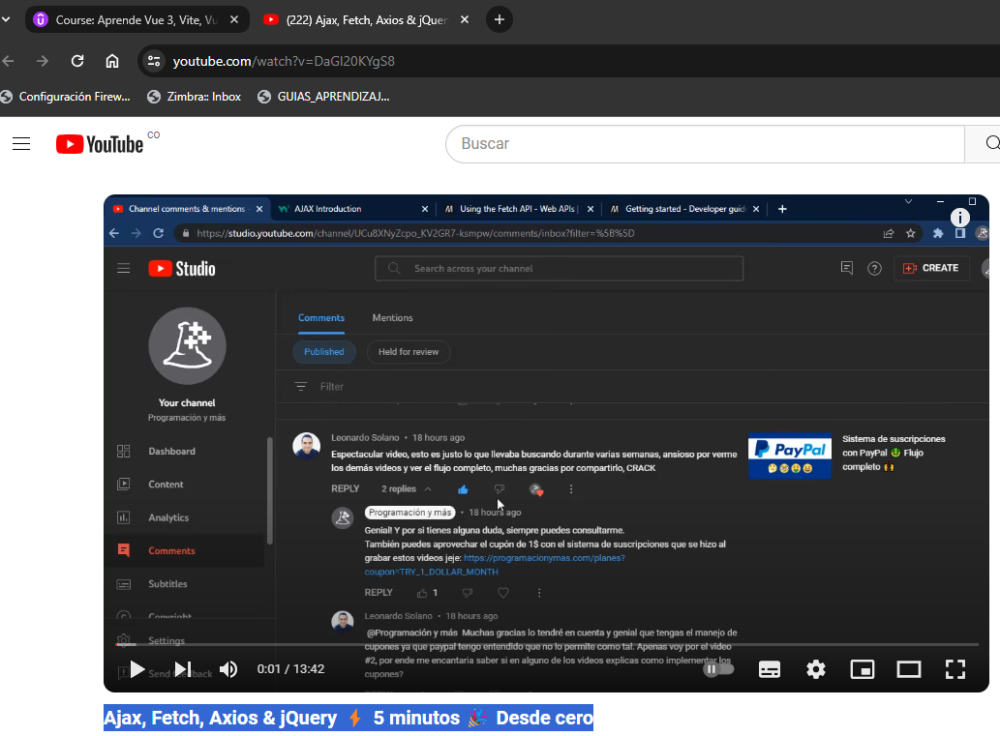 Course: Aprende Vue 3, Vite, Vu
(222) Ajax, Fetch, Axios & jQuer
youtube.com/watch?v=DaGI20KYgS8
Configuración Firew...
Zimbra:: Inbox
GUIAS_APRENDIZAJ...
YouTube CO
Buscar
Channel comments & mentions -
AJAX Introduction
Using the Fetch API - Web APIs |
Getting started - Developer guid
https://studio.youtube.com/channel/UCu8XNyZcpo_KV2GR7-ksmpw/comments/inbox?filter=%5B%5D
Studio
Search across your channel
CREATE
Your channel
Programación y más
Dashboard
Content
Analytics
Comments
Subtitles
Copyright
Settings
Send feedback
Comments
Mentions
Published
Held for review
Filter
Leonardo Solano • 18 hours ago
Espectacular video, esto es justo lo que llevaba buscando durante varias semanas, ansioso por verme
los demás videos y ver el flujo completo, muchas gracias por compartirlo, CRACK
REPLY
2 replies
Sistema de suscripciones
con PayPal 🤑 Flujo
completo 🙌
PayPal
Programación y más • 18 hours ago
Genial! Y por si tienes alguna duda, siempre puedes consultarme.
También puedes aprovechar el cupón de 1$ con el sistema de suscripciones que se hizo al
grabar estos videos jeje: https://programacionymas.com/planes?
coupon=TRY_1_DOLLAR_MONTH
REPLY
1
Leonardo Solano • 18 hours ago
@Programación y más Muchas gracias lo tendré en cuenta y genial que tengas el manejo de
cupones ya que paypal tengo entendido que no lo permite como tal. Apenas voy por el video
#2, por ende me encantaria saber si en alguno de los videos explicas como implementar los
cupones?
0:01 / 13:42
Ajax, Fetch, Axios & jQuery ⚡ 5 minutos 🎉 Desde cero